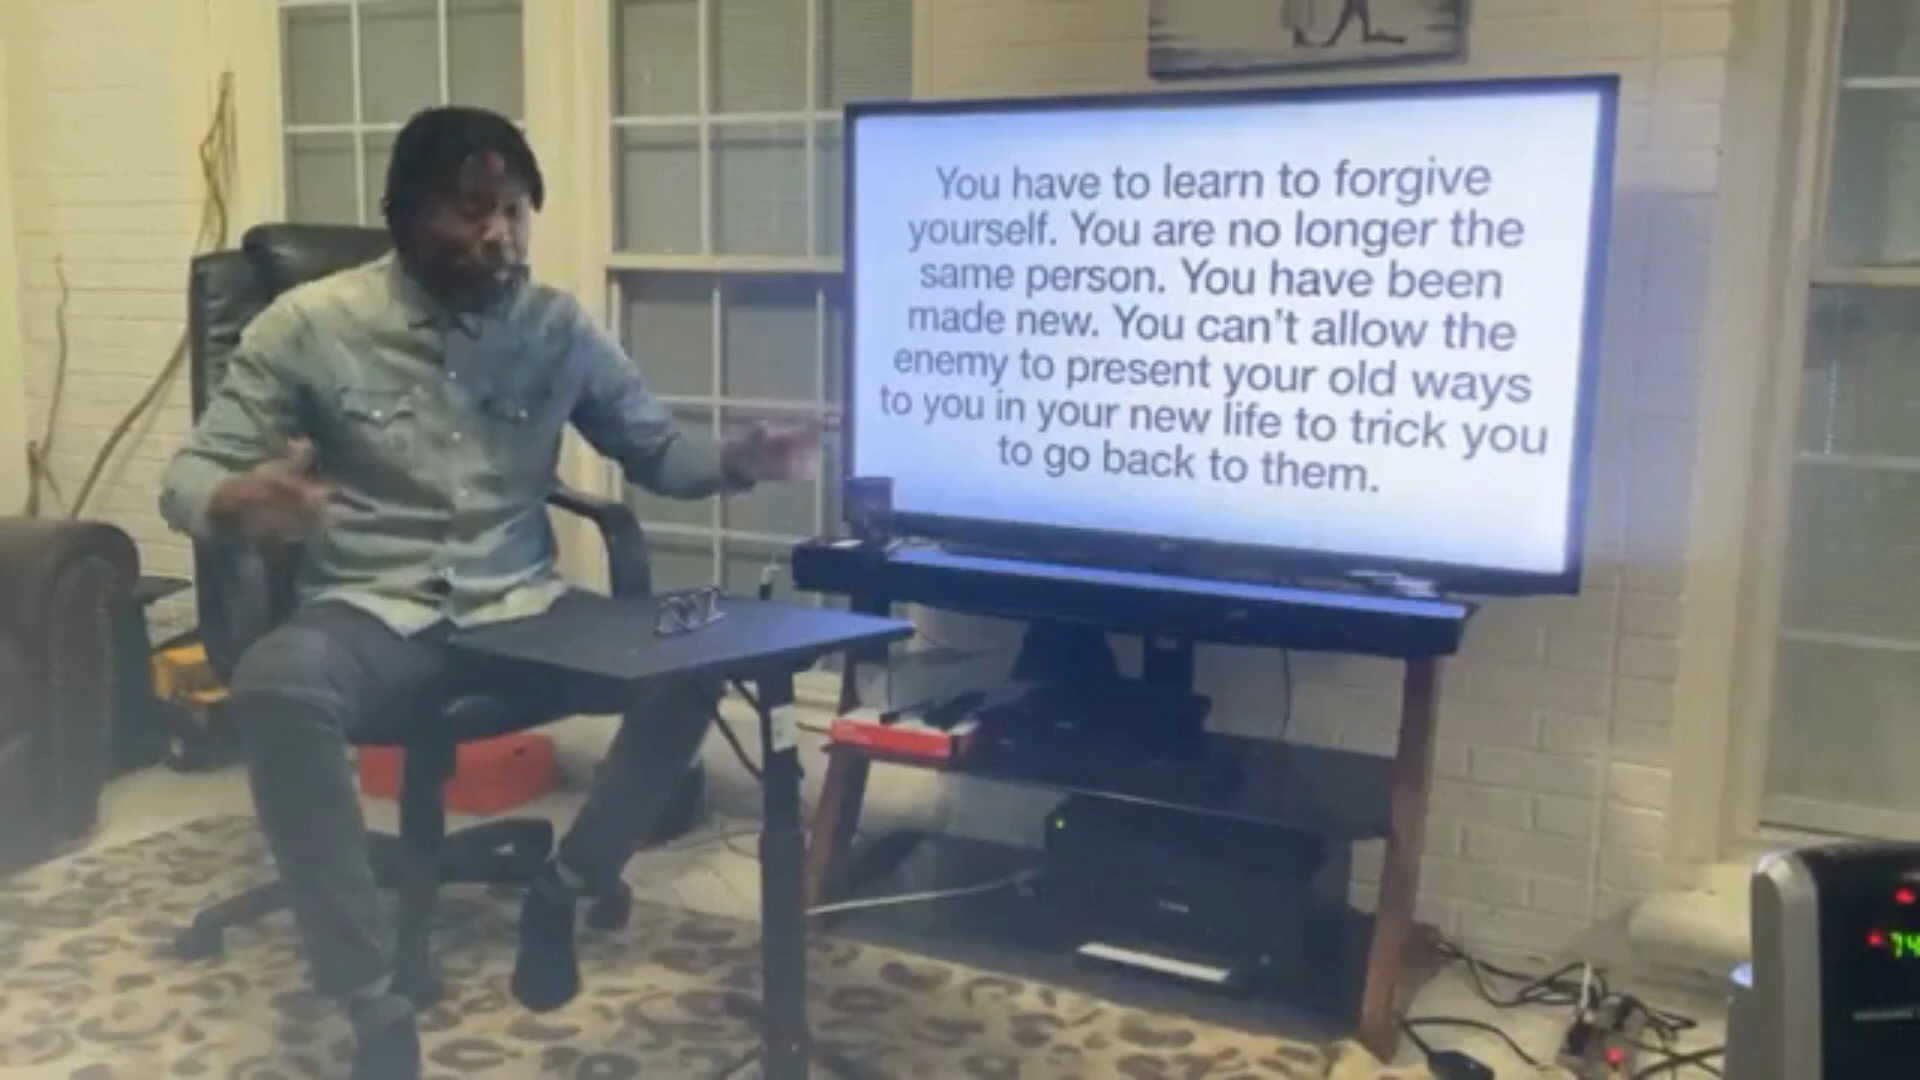 You have to learn to forgive
yourself. You are no longer the
same person. You have been
made new. You can't allow the
enemy to present your old ways
to you in your new life to trick you
to go back to them.
74